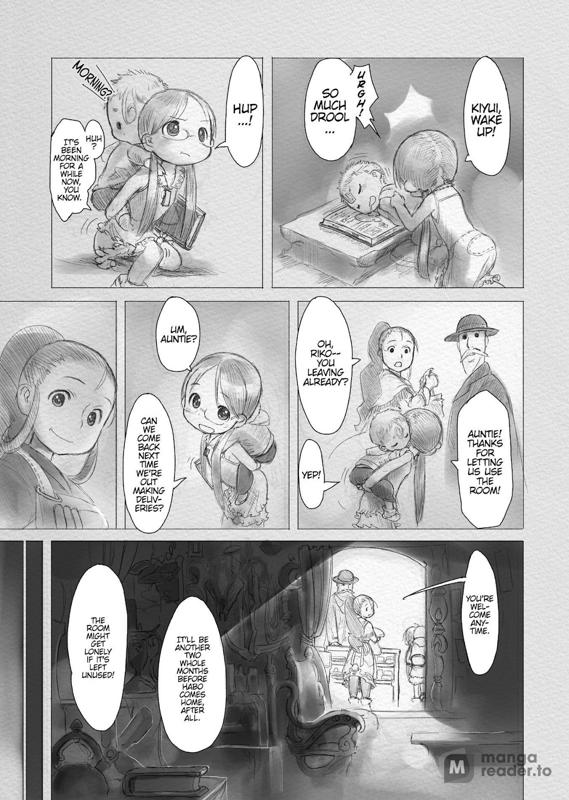 KIYUI,
WAKE
UP!
URGH!
SO
MUCH
DROOL
...
HUP
...!
MORNING?
HUH
?
IT'S
BEEN
MORNING
FOR A
WHILE
NOW,
YOU
KNOW.
AUNTIE!
THANKS
FOR
LETTING
US USE
THE
ROOM!
OH,
RIKO--
YOU
LEAVING
ALREADY?
YEP!
UM,
AUNTIE?
CAN
WE
COME
BACK
NEXT
TIME
WE'RE
OUT
MAKING
DELIV-
ERIES?
YOU'RE
WEL-
COME
ANY-
TIME.
IT'LL BE
ANOTHER
TWO
WHOLE
MONTHS
BEFORE
HABO
COMES
HOME,
AFTER
ALL.
THE
ROOM
MIGHT
GET
LONELY
IF IT'S
LEFT
UNUSED!
manga
reader.to